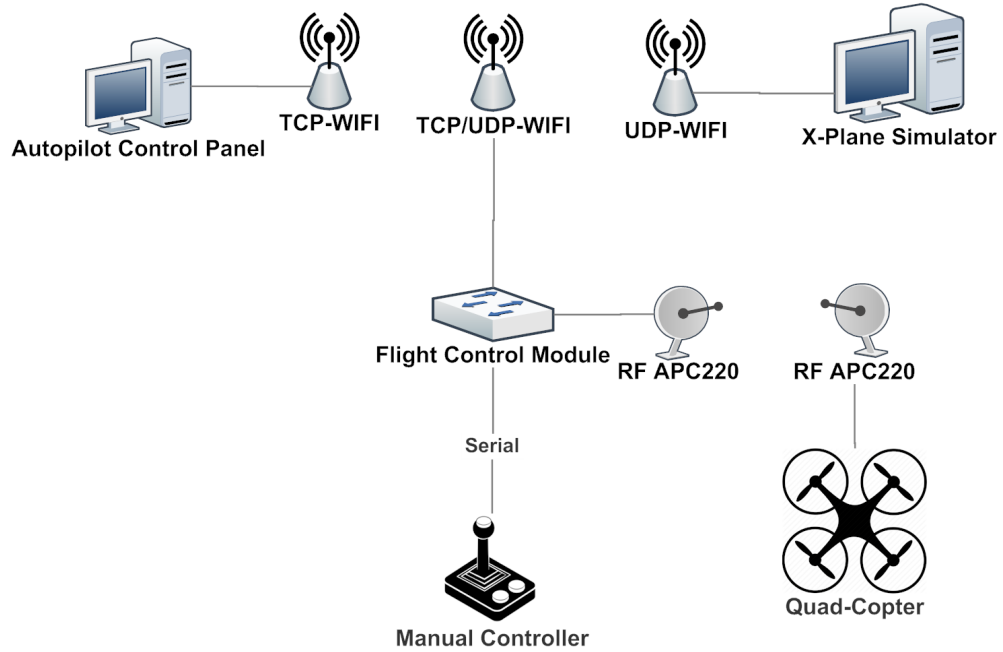 TCP-WIFI
TCP/UDP-WIFI
UDP-WIFI
X-Plane Simulator
Autopilot Control Panel
Flight Control Module
RF APC220
RF APC220
Serial
Quad-Copter
Manual Controller